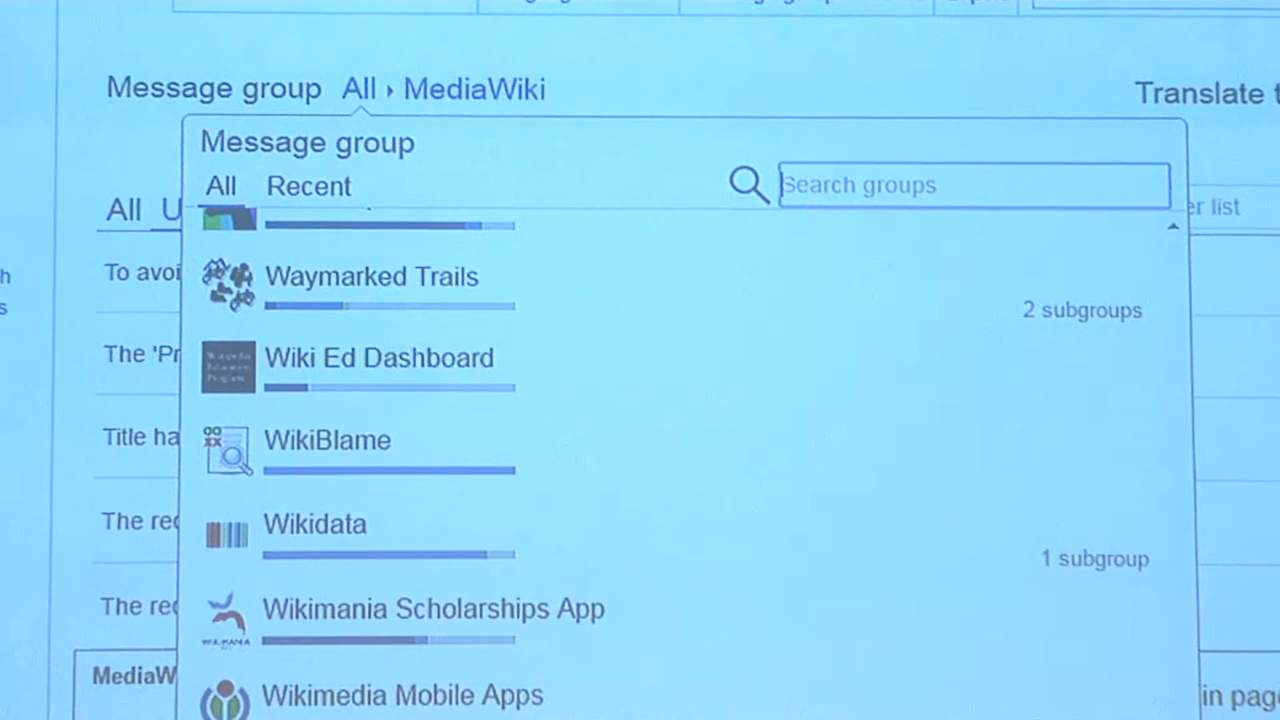 Message group All › MediaWiki
Translate t
Message group
All Recent
Search groups
All U
er list
Waymarked Trails
To avoi
h
s
2 subgroups
The 'Pr
Wiki Ed Dashboard
Title ha
WikiBlame
The rec
Wikidata
1 subgroup
The rec
Wikimania Scholarships App
WIKIMANIA
MediaW
Wikimedia Mobile Apps
in page